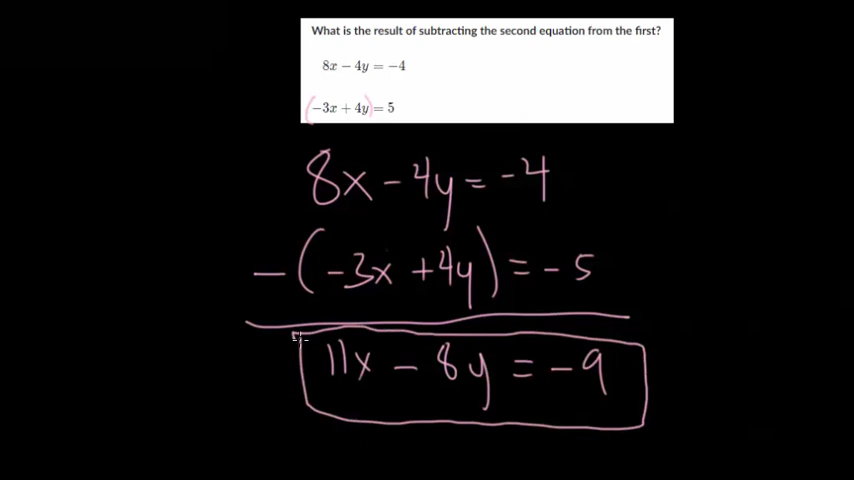 What is the result of subtracting the second equation from the first?
8x − 4y = −4
(−3x + 4y) = 5
8x - 4y = -4
- (-3x + 4y) = - 5
11x - 8y = -9